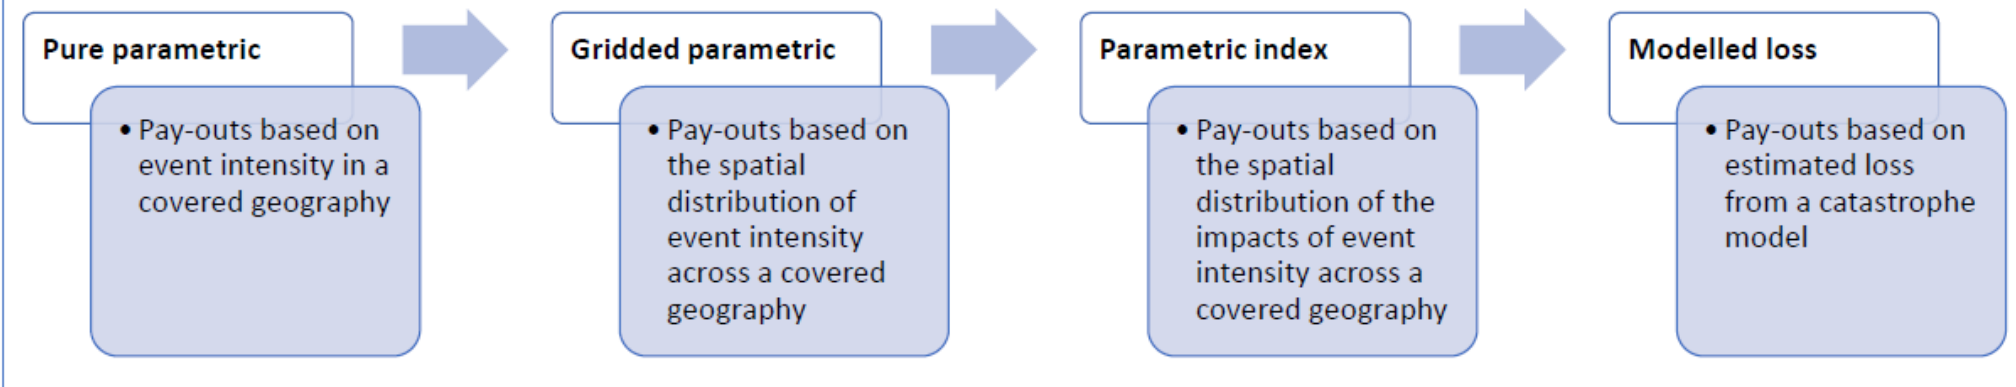 Pure parametric
• Pay-outs based on
event intensity in a
covered geography
Gridded parametric
• Pay-outs based on
the spatial
distribution of
event intensity
across a covered
geography
Parametric index
• Pay-outs based on
the spatial
distribution of the
impacts of event
intensity across a
covered geography
Modelled loss
• Pay-outs based on
estimated loss
from a catastrophe
model